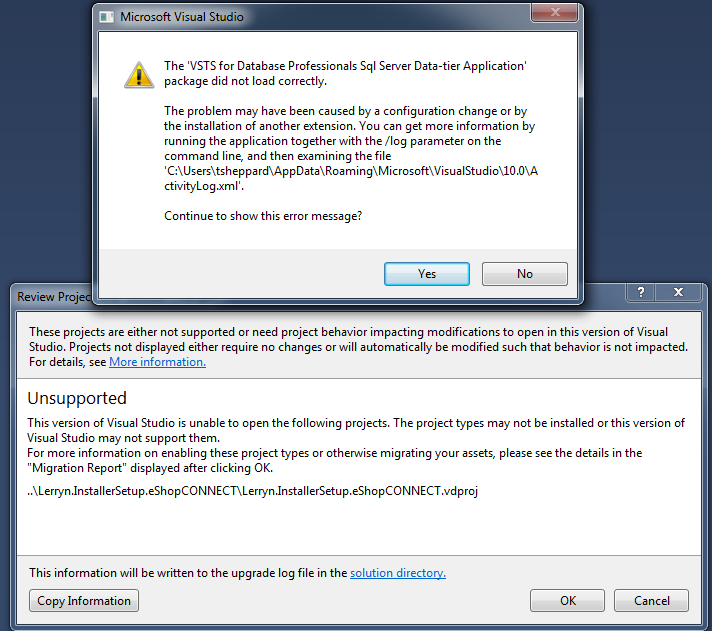 Microsoft Visual Studio
The 'VSTS for Database Professionals Sql Server Data-tier Application'
package did not load correctly.
The problem may have been caused by a configuration change or by
the installation of another extension. You can get more information by
running the application together with the /log parameter on the
command line, and then examining the file
'C:\Users\tsheppard\AppData\Roaming\Microsoft\VisualStudio\10.0\A
ctivityLog.xml'.
Continue to show this error message?
Yes No
Review Projec
These projects are either not supported or need project behavior impacting modifications to open in this version of Visual
Studio. Projects not displayed either require no changes or will automatically be modified such that behavior is not impacted.
For details, see More information.
Unsupported
This version of Visual Studio is unable to open the following projects. The project types may not be installed or this version of
Visual Studio may not support them.
For more information on enabling these project types or otherwise migrating your assets, please see the details in the
"Migration Report" displayed after clicking OK.
..\Lerryn.InstallerSetup.eShopCONNECT\Lerryn.InstallerSetup.eShopCONNECT.vdproj
This information will be written to the upgrade log file in the solution directory.
Copy Information OK Cancel